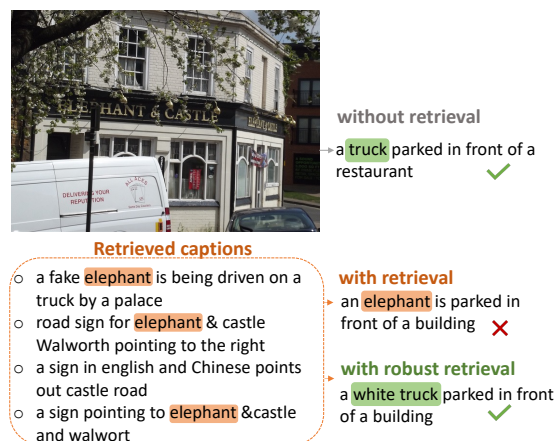 ELEPHANT & CASTLE
DELIVERING YOUR
REPUTATION
without retrieval
a truck parked in front of a
restaurant
Retrieved captions
a fake elephant is being driven on a
truck by a palace
road sign for elephant & castle
Walworth pointing to the right
a sign in english and Chinese points
out castle road
a sign pointing to elephant &castle
and walwort
with retrieval
an elephant is parked in
front of a building
with robust retrieval
a white truck parked in front
of a building